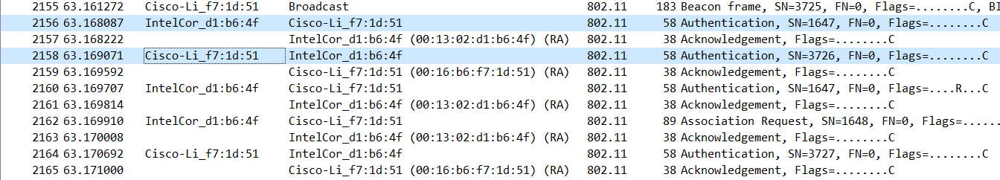 2155 63.161272 Cisco-Li_f7:1d:51 Broadcast 802.11 183 Beacon frame, SN=3725, FN=0, Flags=........C, BI
2156 63.168087 IntelCor_d1:b6:4f Cisco-Li_f7:1d:51 802.11 58 Authentication, SN=1647, FN=0, Flags=........C
2157 63.168222 IntelCor_d1:b6:4f (00:13:02:d1:b6:4f) (RA) 802.11 38 Acknowledgement, Flags=........C
2158 63.169071 Cisco-Li_f7:1d:51 IntelCor_d1:b6:4f 802.11 58 Authentication, SN=3726, FN=0, Flags=........C
2159 63.169592 Cisco-Li_f7:1d:51 (00:16:b6:f7:1d:51) (RA) 802.11 38 Acknowledgement, Flags=........C
2160 63.169707 IntelCor_d1:b6:4f Cisco-Li_f7:1d:51 802.11 58 Authentication, SN=1647, FN=0, Flags=....R...C
2161 63.169814 IntelCor_d1:b6:4f (00:13:02:d1:b6:4f) (RA) 802.11 38 Acknowledgement, Flags=........C
2162 63.169910 IntelCor_d1:b6:4f Cisco-Li_f7:1d:51 802.11 89 Association Request, SN=1648, FN=0, Flags=......
2163 63.170008 IntelCor_d1:b6:4f (00:13:02:d1:b6:4f) (RA) 802.11 38 Acknowledgement, Flags=........C
2164 63.170692 Cisco-Li_f7:1d:51 IntelCor_d1:b6:4f 802.11 58 Authentication, SN=3727, FN=0, Flags=........C
2165 63.171000 Cisco-Li_f7:1d:51 (00:16:b6:f7:1d:51) (RA) 802.11 38 Acknowledgement, Flags=........C